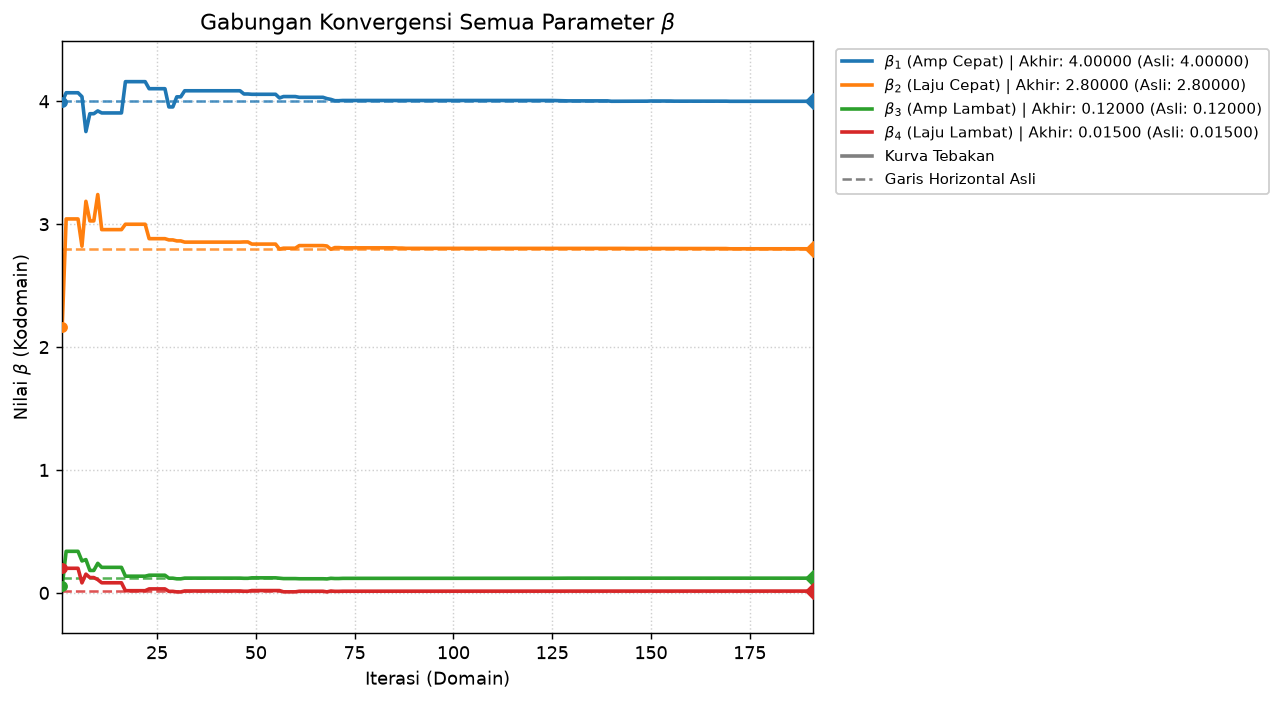 Gabungan Konvergensi Semua Parameter β
β₁ (Amp Cepat) | Akhir: 4.00000 (Asli: 4.00000)
β₂ (Laju Cepat) | Akhir: 2.80000 (Asli: 2.80000)
β₃ (Amp Lambat) | Akhir: 0.12000 (Asli: 0.12000)
β₄ (Laju Lambat) | Akhir: 0.01500 (Asli: 0.01500)
Kurva Tebakan
Garis Horizontal Asli
Nilai β (Kodomain)
4
3
2
1
0
25 50 75 100 125 150 175
Iterasi (Domain)